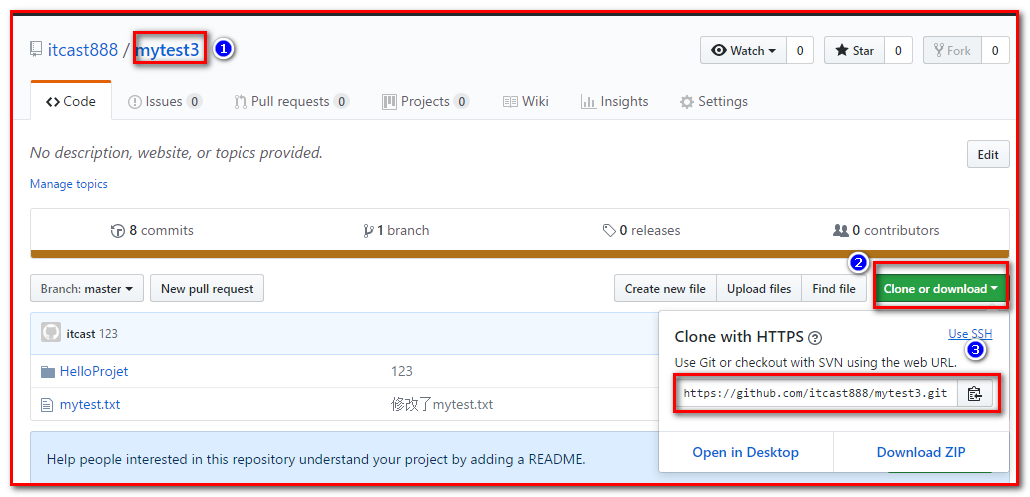 itcast888 / mytest3 1 Watch 0 Star 0 Fork 0
Code Issues 0 Pull requests 0 Projects 0 Wiki Insights Settings
No description, website, or topics provided. Edit
Manage topics
8 commits 1 branch 0 releases 0 contributors
2
Branch: master New pull request Create new file Upload files Find file Clone or download
itcast 123
Clone with HTTPS ? Use SSH
3
Use Git or checkout with SVN using the web URL.
HelloProjet 123
https://github.com/itcast888/mytest3.git
mytest.txt 修改了mytest.txt
Open in Desktop Download ZIP
Help people interested in this repository understand your project by adding a README.